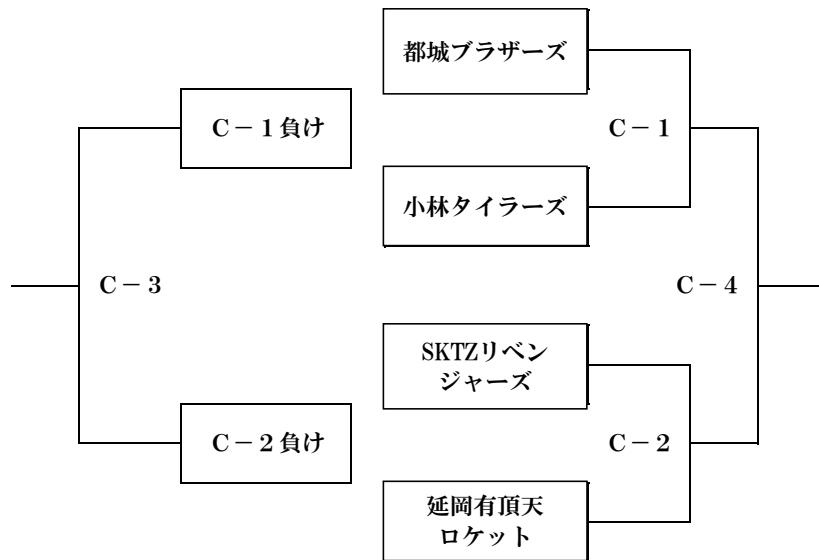 都城ブラザーズ
C－1負け
C－1
小林タイラーズ
C－3
C－4
SKTZリベン
ジャーズ
C－2負け
C－2
延岡有頂天
ロケット